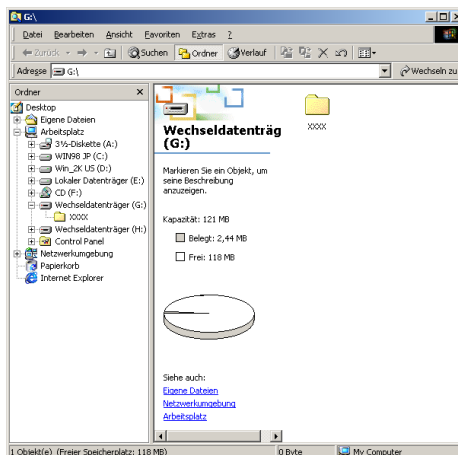 G:\
Datei Bearbeiten Ansicht Favoriten Extras ?
Zurück Suchen Ordner Verlauf
Adresse G:\ Wechseln zu
Ordner
Desktop
Eigene Dateien
Arbeitsplatz
3½-Diskette (A:)
WIN98 JP (C:)
Win_2K US (D:)
Lokaler Datenträger (E:)
CD (F:)
Wechseldatenträger (G:)
XXXX
Wechseldatenträger (H:)
Control Panel
Netzwerkumgebung
Papierkorb
Internet Explorer
Wechseldatenträg
(G:)
Markieren Sie ein Objekt, um
seine Beschreibung
anzuzeigen.
Kapazität: 121 MB
Belegt: 2,44 MB
Frei: 118 MB
Siehe auch:
Eigene Dateien
Netzwerkumgebung
Arbeitsplatz
XXXX
1 Objekt(e) (Freier Speicherplatz: 118 MB) 0 Byte My Computer